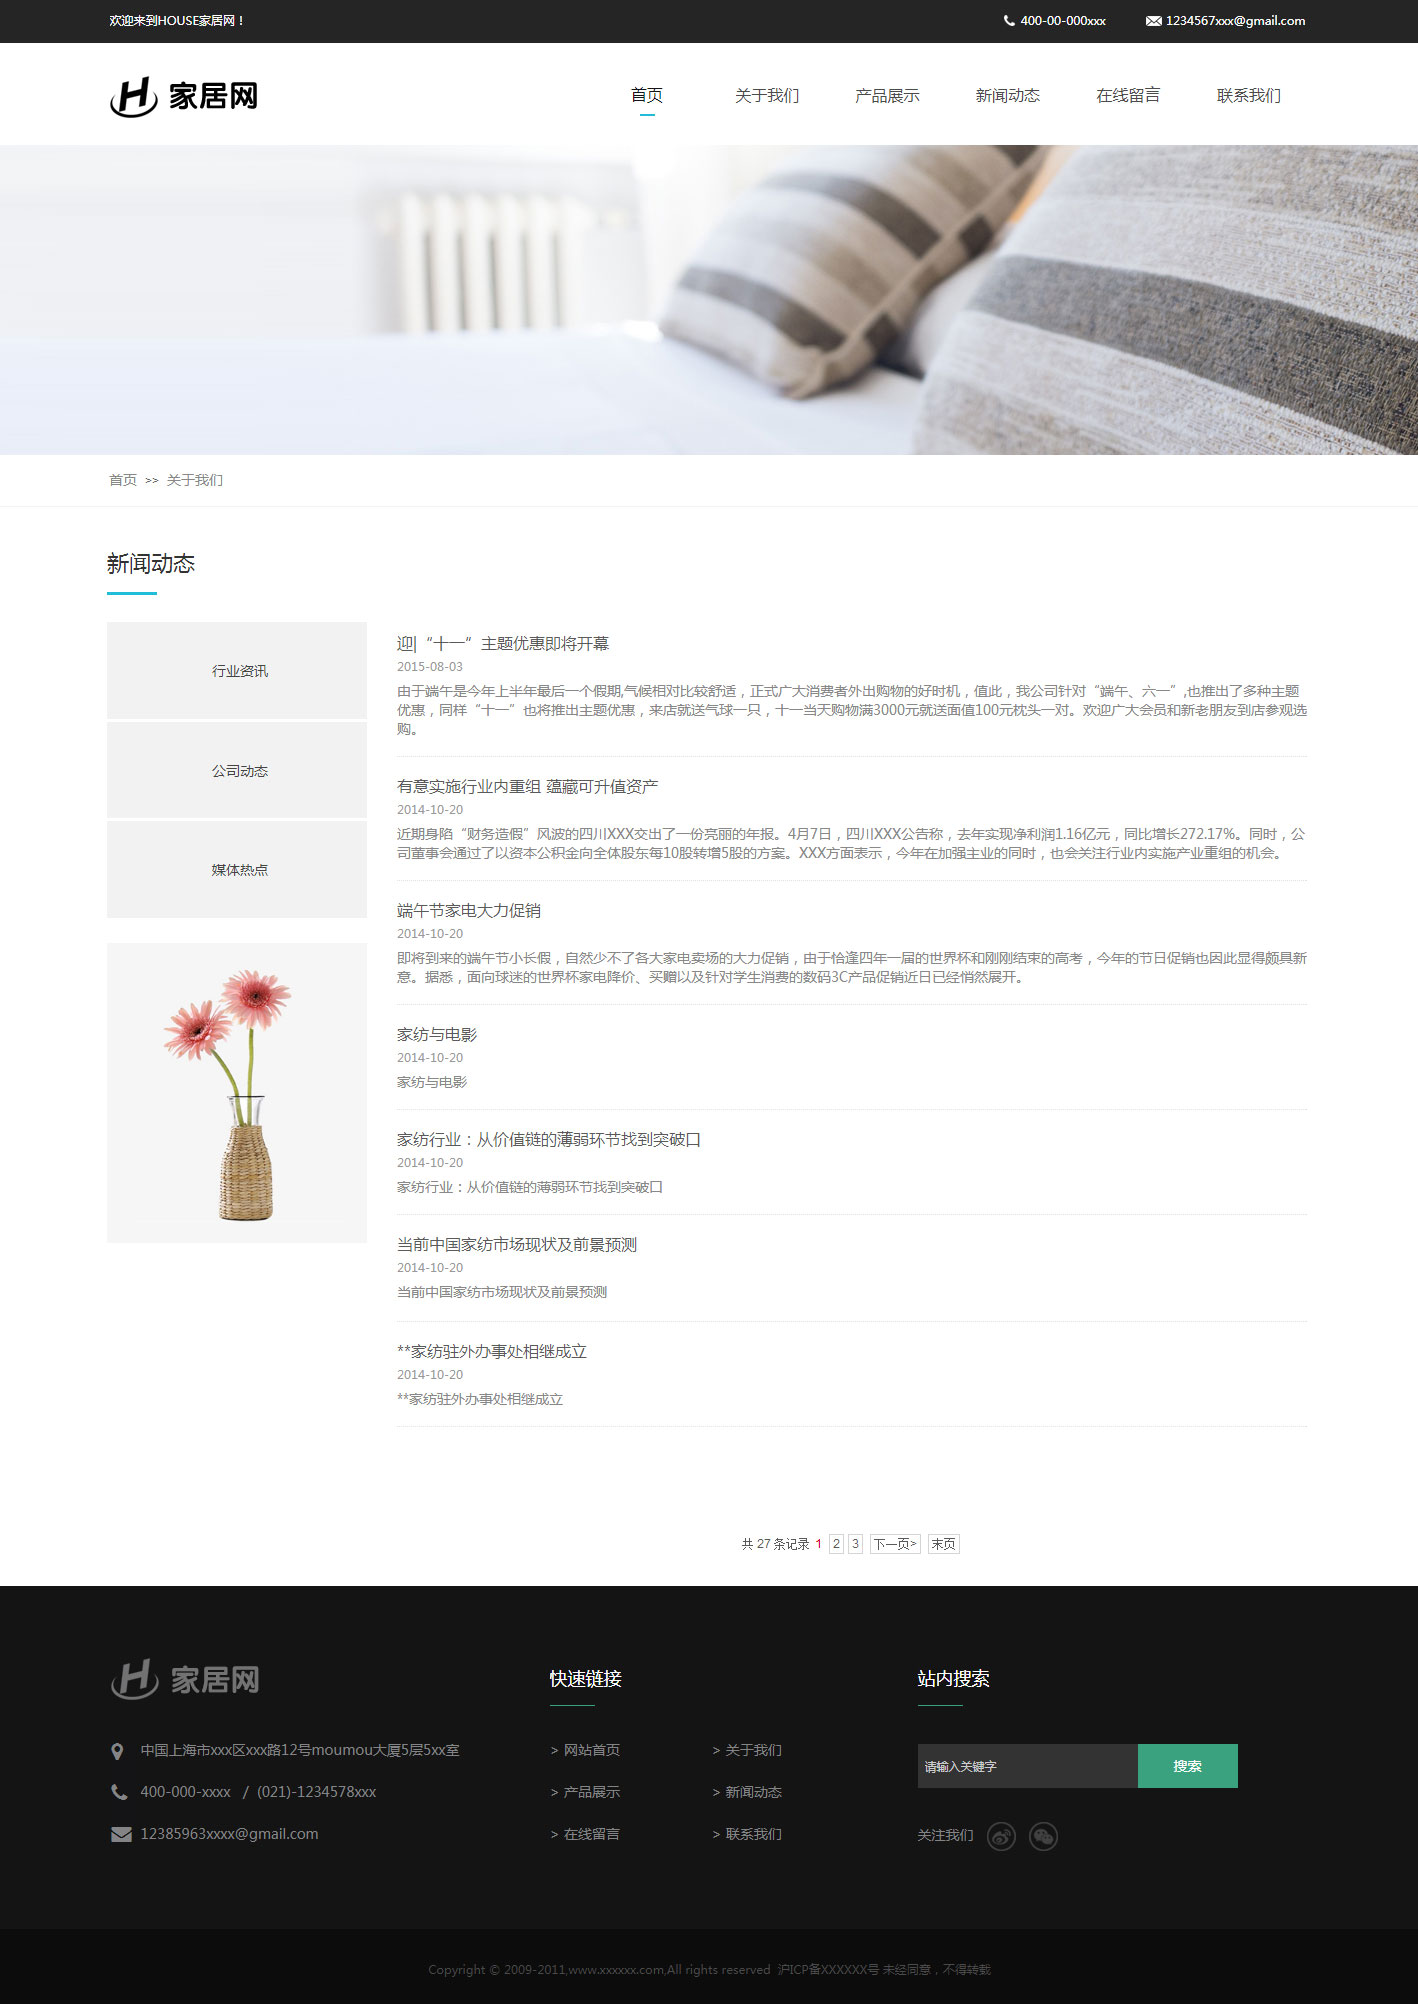 欢迎来到HOUSE家居网！
400-00-000xxx
1234567xxx@gmail.com
H 家居网
首页
关于我们
产品展示
新闻动态
在线留言
联系我们
首页 >> 关于我们
新闻动态
行业资讯
公司动态
媒体热点
迎|“十一”主题优惠即将开幕
2015-08-03
由于端午是今年上半年最后一个假期,气候相对比较舒适，正式广大消费者外出购物的好时机，值此，我公司针对“端午、六一”,也推出了多种主题
优惠，同样“十一”也将推出主题优惠，来店就送气球一只，十一当天购物满3000元就送面值100元枕头一对。欢迎广大会员和新老朋友到店参观选
购。
有意实施行业内重组 蕴藏可升值资产
2014-10-20
近期身陷“财务造假”风波的四川XXX交出了一份亮丽的年报。4月7日，四川XXX公告称，去年实现净利润1.16亿元，同比增长272.17%。同时，公
司董事会通过了以资本公积金向全体股东每10股转增5股的方案。XXX方面表示，今年在加强主业的同时，也会关注行业内实施产业重组的机会。
端午节家电大力促销
2014-10-20
即将到来的端午节小长假，自然少不了各大家电卖场的大力促销，由于恰逢四年一届的世界杯和刚刚结束的高考，今年的节日促销也因此显得颇具新
意。据悉，面向球迷的世界杯家电降价、买赠以及针对学生消费的数码3C产品促销近日已经悄然展开。
家纺与电影
2014-10-20
家纺与电影
家纺行业：从价值链的薄弱环节找到突破口
2014-10-20
家纺行业：从价值链的薄弱环节找到突破口
当前中国家纺市场现状及前景预测
2014-10-20
当前中国家纺市场现状及前景预测
**家纺驻外办事处相继成立
2014-10-20
**家纺驻外办事处相继成立
共 27 条记录 1 2 3 下一页> 末页
H 家居网
中国上海市xxx区xxx路12号moumou大厦5层5xx室
400-000-xxxx / (021)-1234578xxx
12385963xxxx@gmail.com
快速链接
> 网站首页
> 关于我们
> 产品展示
> 新闻动态
> 在线留言
> 联系我们
站内搜索
请输入关键字
搜索
关注我们
Copyright © 2009-2011,www.xxxxxx.com,All rights reserved 沪ICP备XXXXXX号 未经同意，不得转载